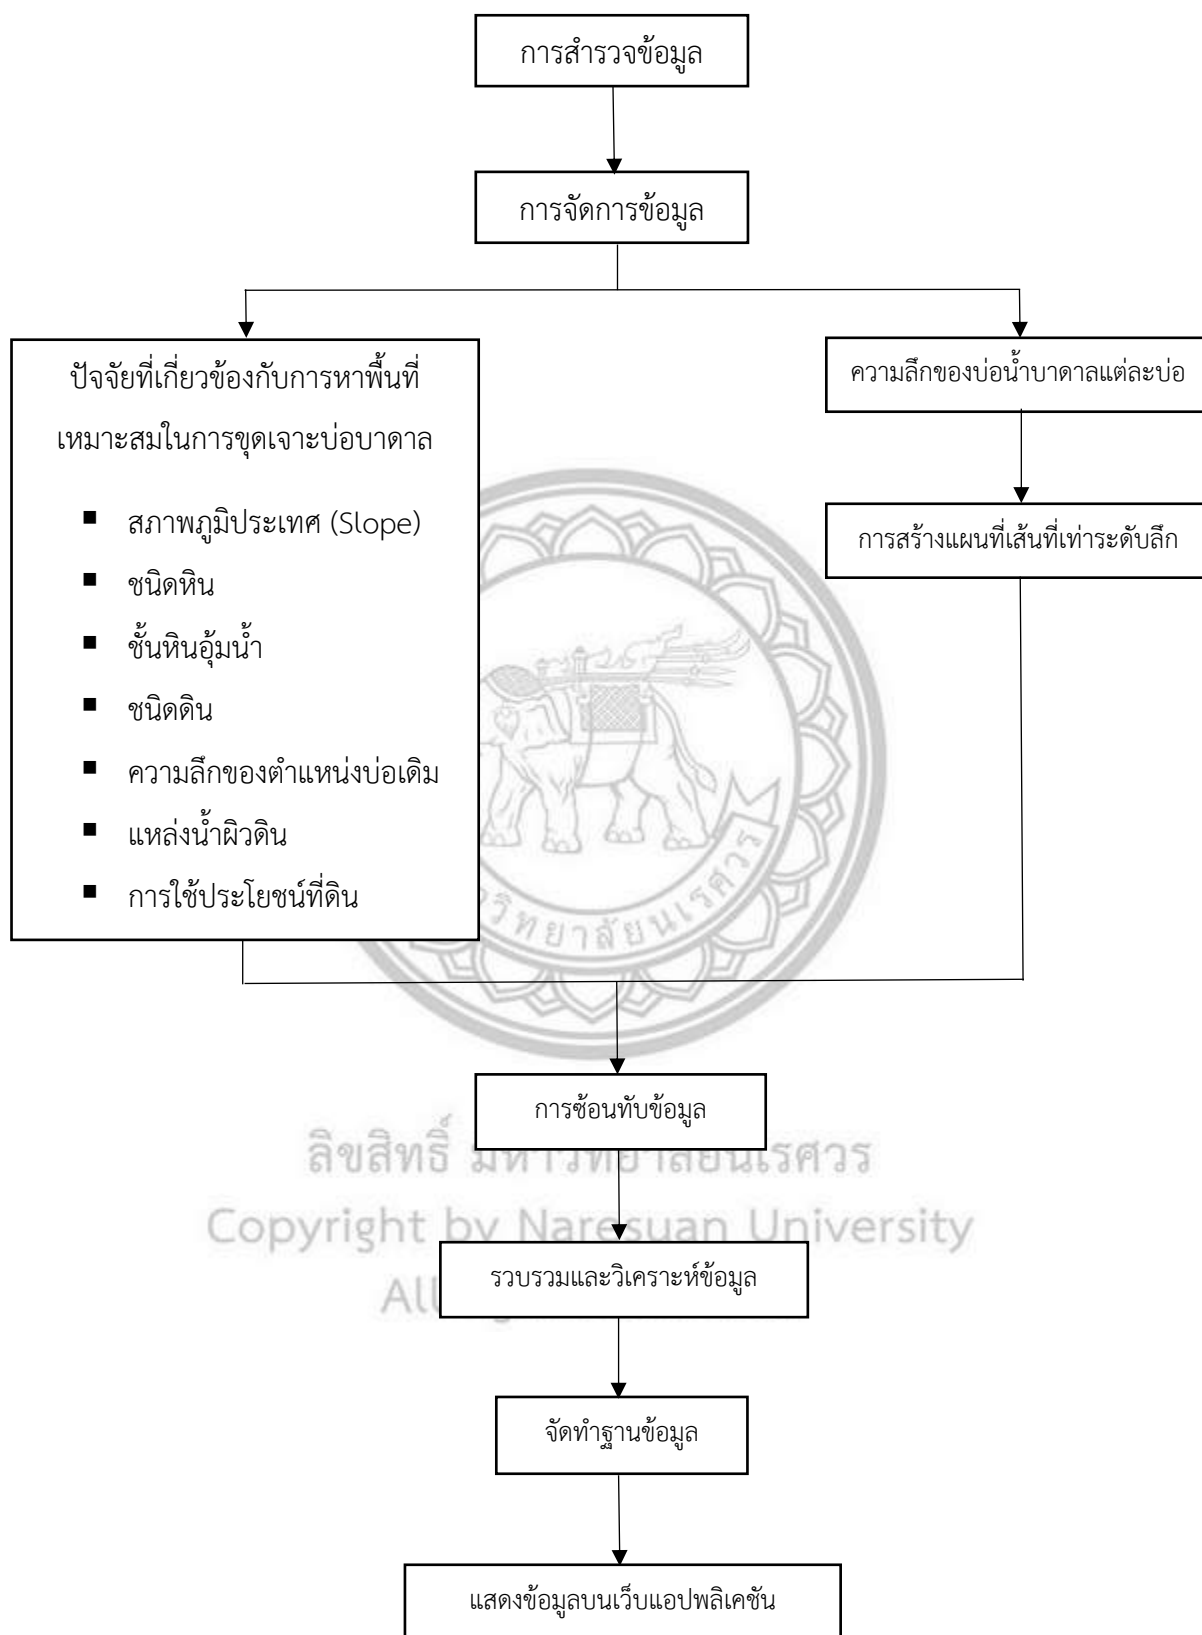 การสำรวจข้อมูล
การจัดการข้อมูล
ปัจจัยที่เกี่ยวข้องกับการหาพื้นที่
เหมาะสมในการขุดเจาะบ่อบาดาล
■ สภาพภูมิประเทศ (Slope)
■ ชนิดหิน
■ ชั้นหินอุ้มน้ำ
■ ชนิดดิน
■ ความลึกของตำแหน่งบ่อเดิม
■ แหล่งน้ำผิวดิน
■ การใช้ประโยชน์ที่ดิน
ความลึกของบ่อน้ำบาดาลแต่ละบ่อ
การสร้างแผนที่เส้นที่เท่าระดับลึก
วิทยาลัยนเรศวร
การซ้อนทับข้อมูล
ลิขสิทธิ์ มหาวิทยาลัยนเรศวร
Copyright by Naresuan University
รวบรวมและวิเคราะห์ข้อมูล
All
จัดทำฐานข้อมูล
แสดงข้อมูลบนเว็บแอปพลิเคชัน